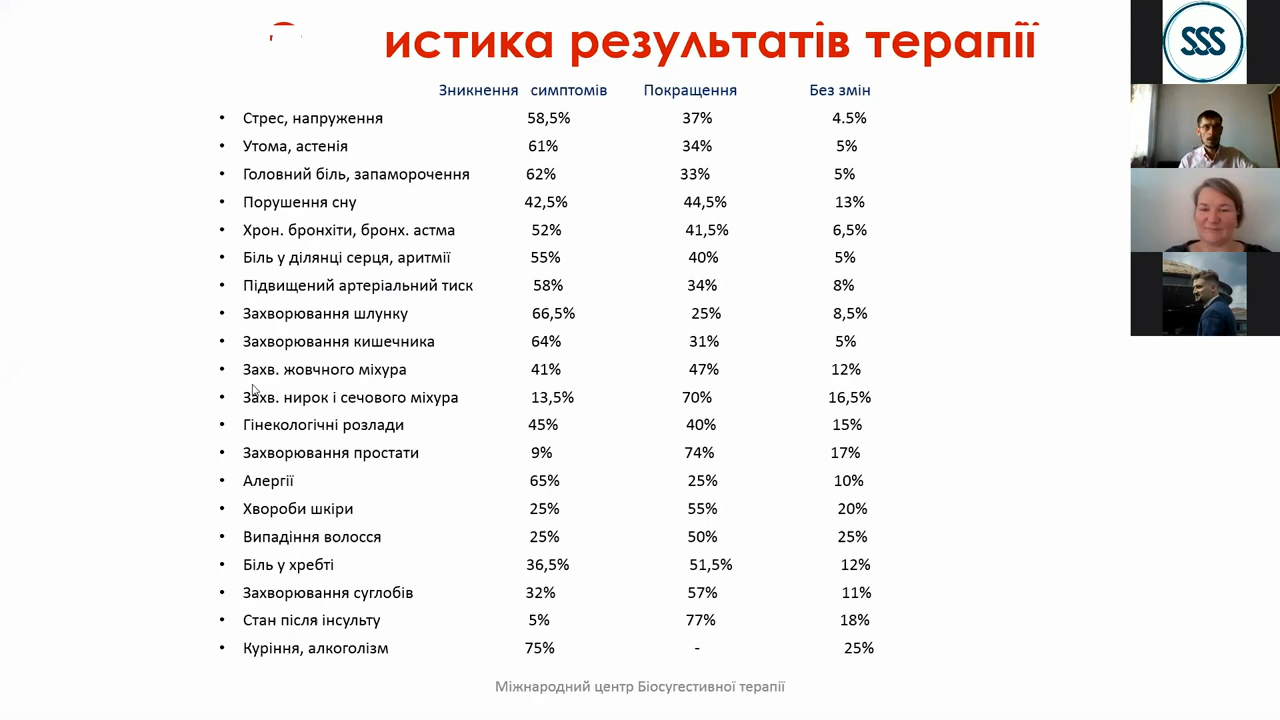 истика результатів терапії
Зникнення симптомів Покращення Без змін
• Стрес, напруження 58,5% 37% 4.5%
• Утома, астенія 61% 34% 5%
• Головний біль, запаморочення 62% 33% 5%
• Порушення сну 42,5% 44,5% 13%
• Хрон. бронхіти, бронх. астма 52% 41,5% 6,5%
• Біль у ділянці серця, аритмії 55% 40% 5%
• Підвищений артеріальний тиск 58% 34% 8%
• Захворювання шлунку 66,5% 25% 8,5%
• Захворювання кишечника 64% 31% 5%
• Захв. жовчного міхура 41% 47% 12%
• Захв. нирок і сечового міхура 13,5% 70% 16,5%
• Гінекологічні розлади 45% 40% 15%
• Захворювання простати 9% 74% 17%
• Алергії 65% 25% 10%
• Хвороби шкіри 25% 55% 20%
• Випадіння волосся 25% 50% 25%
• Біль у хребті 36,5% 51,5% 12%
• Захворювання суглобів 32% 57% 11%
• Стан після інсульту 5% 77% 18%
• Куріння, алкоголізм 75% - 25%
Міжнародний центр Біосугестивної терапії
SSS